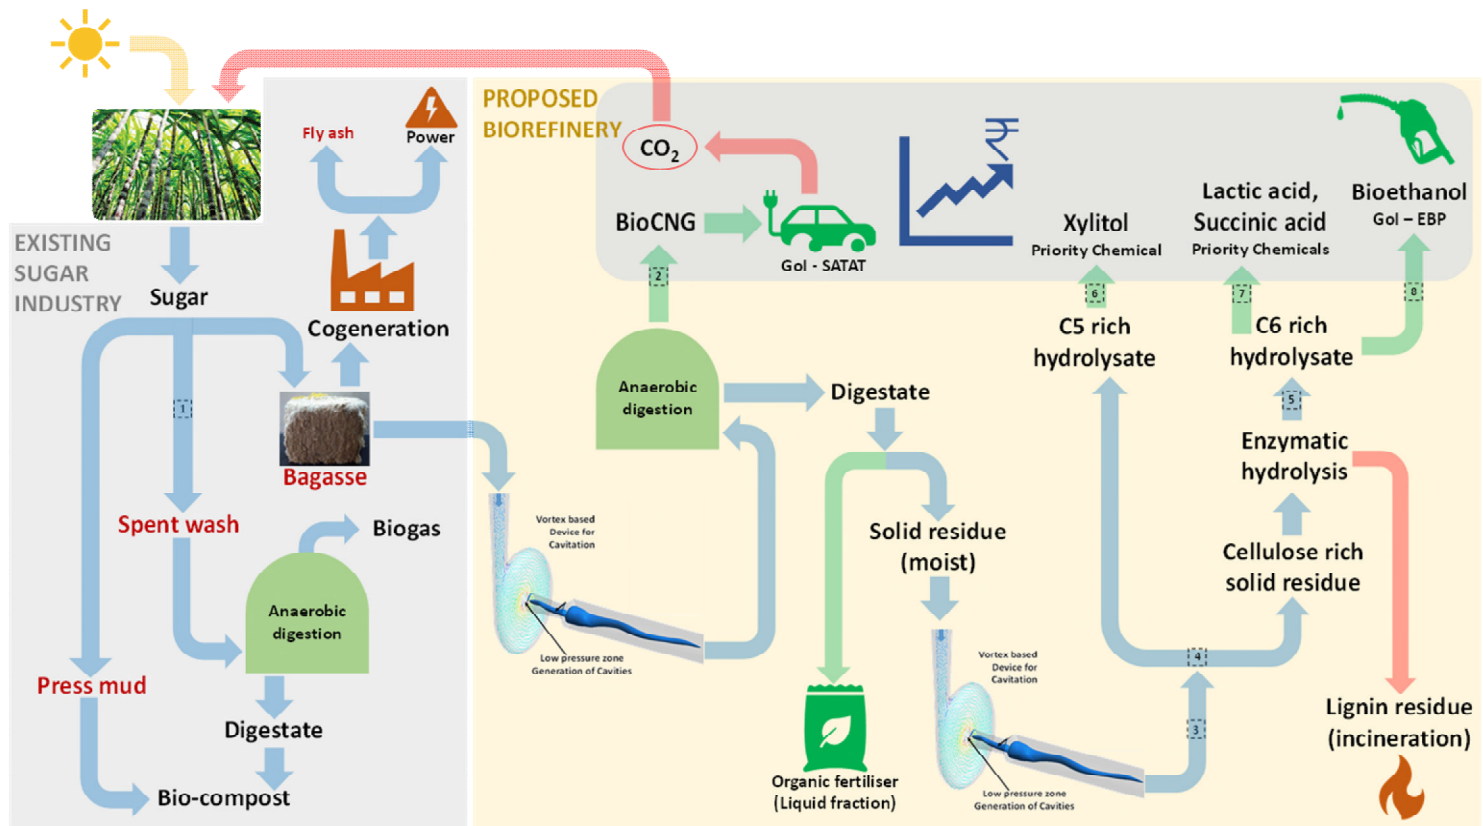 EXISTING
SUGAR
INDUSTRY
Fly ash
Power
Sugar
Cogeneration
1
Bagasse
Spent wash
Biogas
Anaerobic
digestion
Press mud
Digestate
Bio-compost
PROPOSED
BIOREFINERY
CO2
BioCNG
GoI - SATAT
₹
2
Anaerobic
digestion
Digestate
Vortex based
Device for
Cavitation
Low pressure zone
Generation of Cavities
Solid residue
(moist)
Organic fertiliser
(Liquid fraction)
Vortex based
Device for
Cavitation
Low pressure zone
Generation of Cavities
3
4
Xylitol
Priority Chemical
6
C5 rich
hydrolysate
Lactic acid,
Succinic acid
Priority Chemicals
7
Bioethanol
GoI – EBP
8
C6 rich
hydrolysate
5
Enzymatic
hydrolysis
Cellulose rich
solid residue
Lignin residue
(incineration)